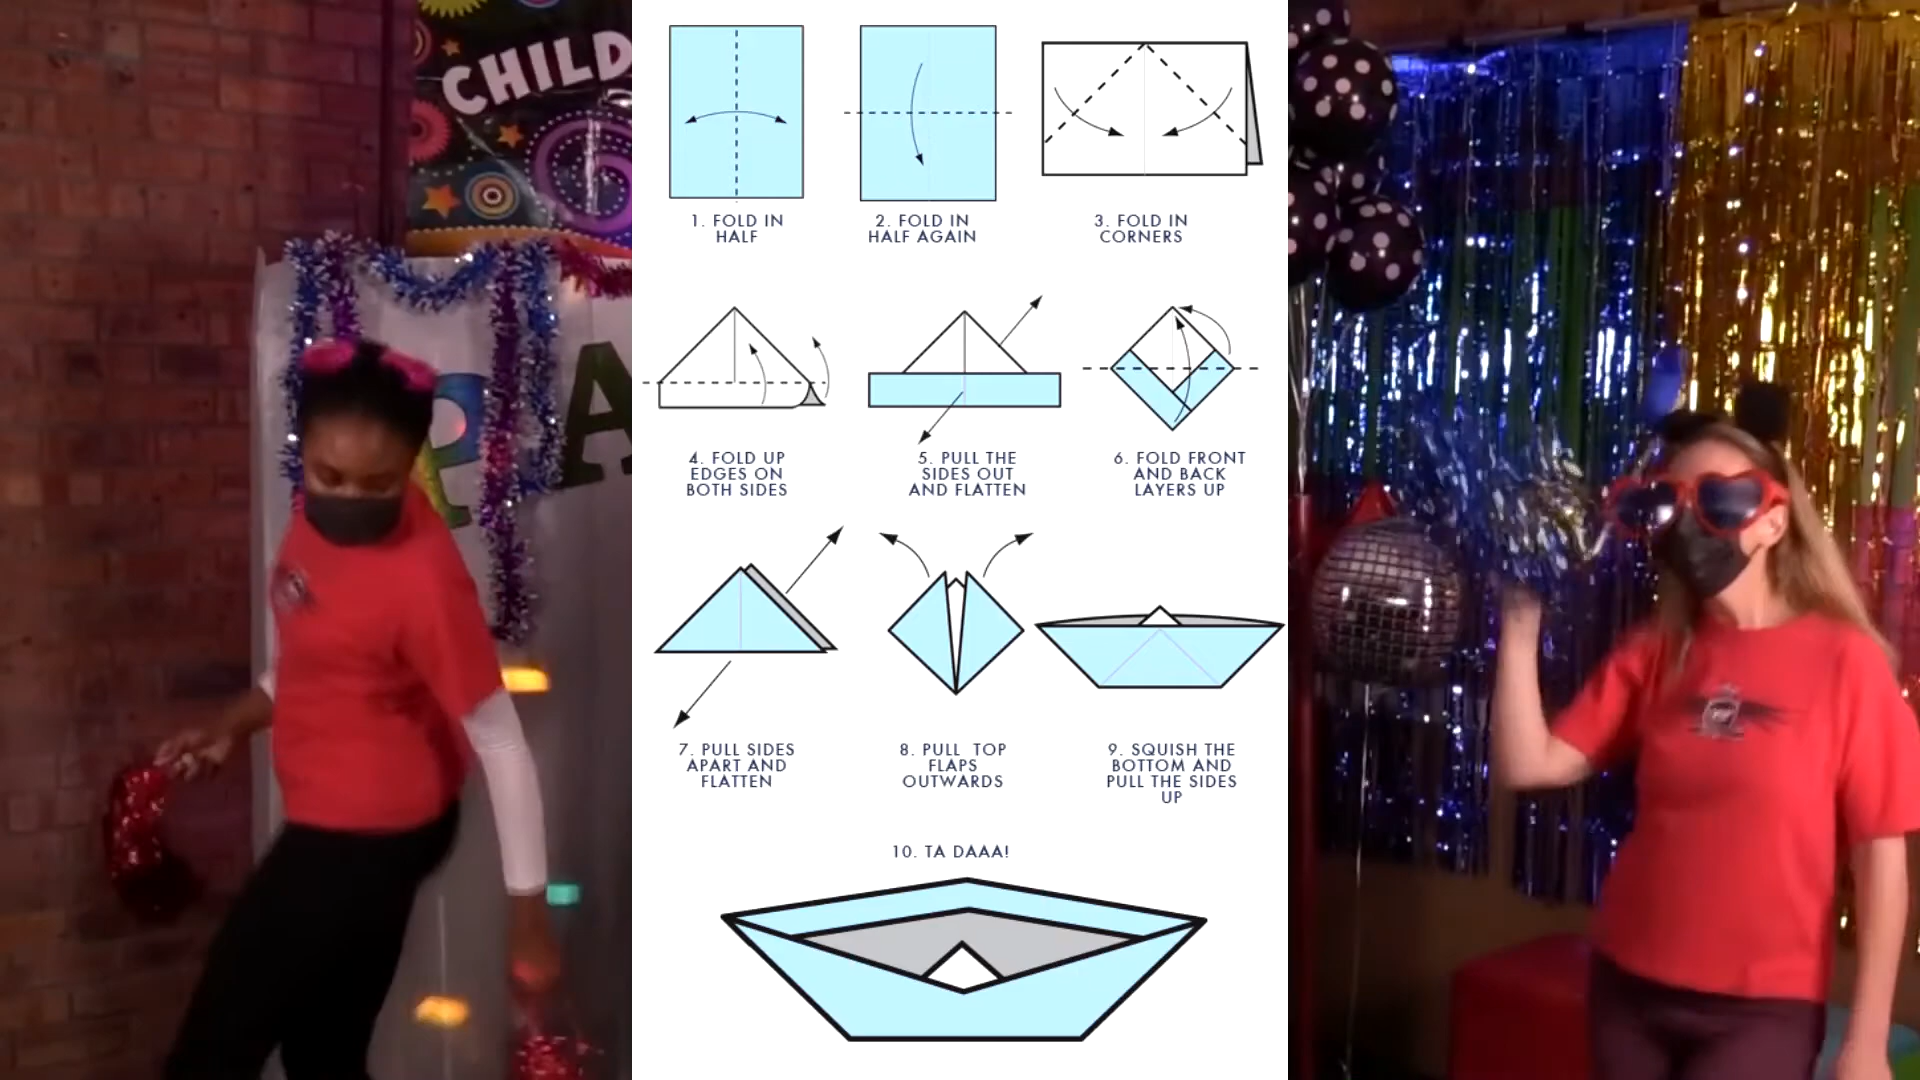 CHILD
PA
1. FOLD IN
HALF
2. FOLD IN
HALF AGAIN
3. FOLD IN
CORNERS
4. FOLD UP
EDGES ON
BOTH SIDES
5. PULL THE
SIDES OUT
AND FLATTEN
6. FOLD FRONT
AND BACK
LAYERS UP
7. PULL SIDES
APART AND
FLATTEN
8. PULL TOP
FLAPS
OUTWARDS
9. SQUISH THE
BOTTOM AND
PULL THE SIDES
UP
10. TA DAAA!